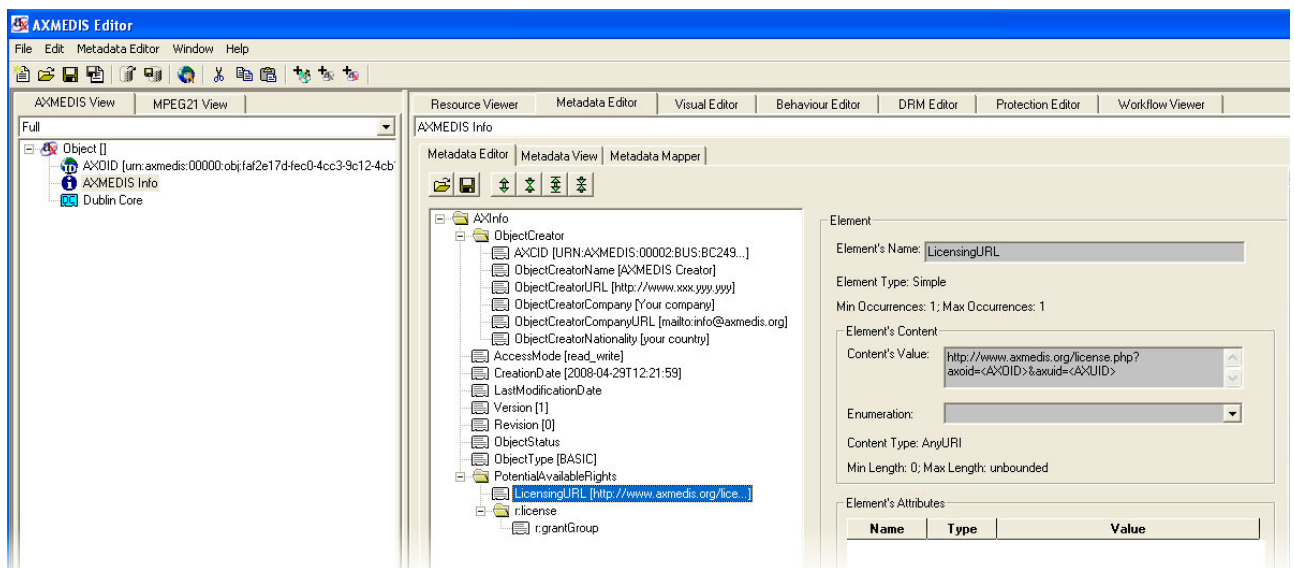 AXMEDIS Editor
File Edit Metadata Editor Window Help
AXMEDIS View MPEG21 View
Full
Object []
AXOID [urn:axmedis:00000:obj:faf2e17d-fec0-4cc3-9c12-4cb
AXMEDIS Info
Dublin Core
Resource Viewer Metadata Editor Visual Editor Behaviour Editor DRM Editor Protection Editor Workflow Viewer
AXMEDIS Info
Metadata Editor Metadata View Metadata Mapper
AXInfo
ObjectCreator
AXCID [URN:AXMEDIS:00002:BUS:BC249...]
ObjectCreatorName [AXMEDIS Creator]
ObjectCreatorURL [http://www.xxx.yyy.yyy]
ObjectCreatorCompany [Your company]
ObjectCreatorCompanyURL [mailto:info@axmedis.org]
ObjectCreatorNationality [your country]
AccessMode [read_write]
CreationDate [2008-04-29T12:21:59]
LastModificationDate
Version [1]
Revision [0]
ObjectStatus
ObjectType [BASIC]
PotentialAvailableRights
LicensingURL [http://www.axmedis.org/lice...]
r:license
r:grantGroup
Element
Element's Name: LicensingURL
Element Type: Simple
Min Occurrences: 1; Max Occurrences: 1
Element's Content
Content's Value: http://www.axmedis.org/license.php?
axoid=<AXOID>&axuid=<AXUID>
Enumeration:
Content Type: AnyURI
Min Length: 0; Max Length: unbounded
Element's Attributes
Name Type Value